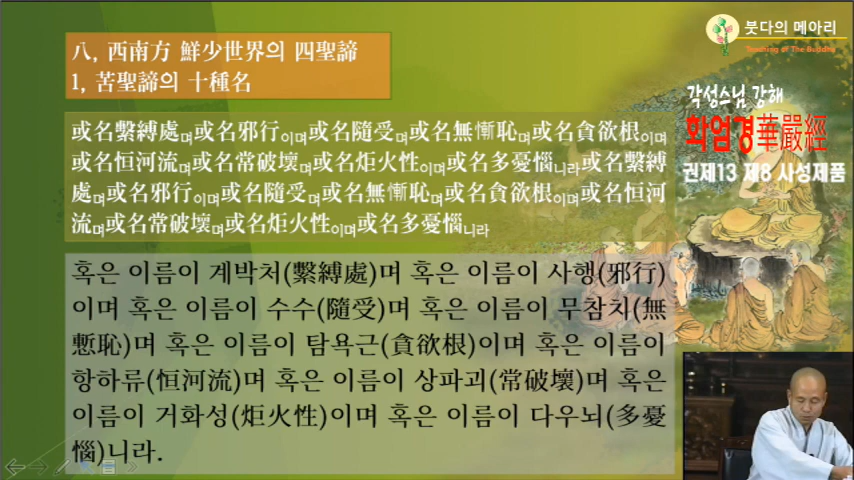 八, 西南方 鮮少世界의 四聖諦
1, 苦聖諦의 十種名
或名繫縛處며或名邪行이며或名隨受며或名無慚恥며或名貪欲根이며
或名恒河流며或名常破壞며或名炬火性이며或名多憂惱니라或名繫縛
處며或名邪行이며或名隨受며或名無慚恥며或名貪欲根이며或名恒河
流며或名常破壞며或名炬火性이며或名多憂惱니라
혹은 이름이 계박처(繫縛處)며 혹은 이름이 사행(邪行)
이며 혹은 이름이 수수(隨受)며 혹은 이름이 무참치(無
慙恥)며 혹은 이름이 탐욕근(貪欲根)이며 혹은 이름이
항하류(恒河流)며 혹은 이름이 상파괴(常破壞)며 혹은
이름이 거화성(炬火性)이며 혹은 이름이 다우뇌(多憂
惱)니라.
붓다의 메아리
Teaching of The Buddha
각성스님 강해
화엄경華嚴經
권제13 제8 사성제품